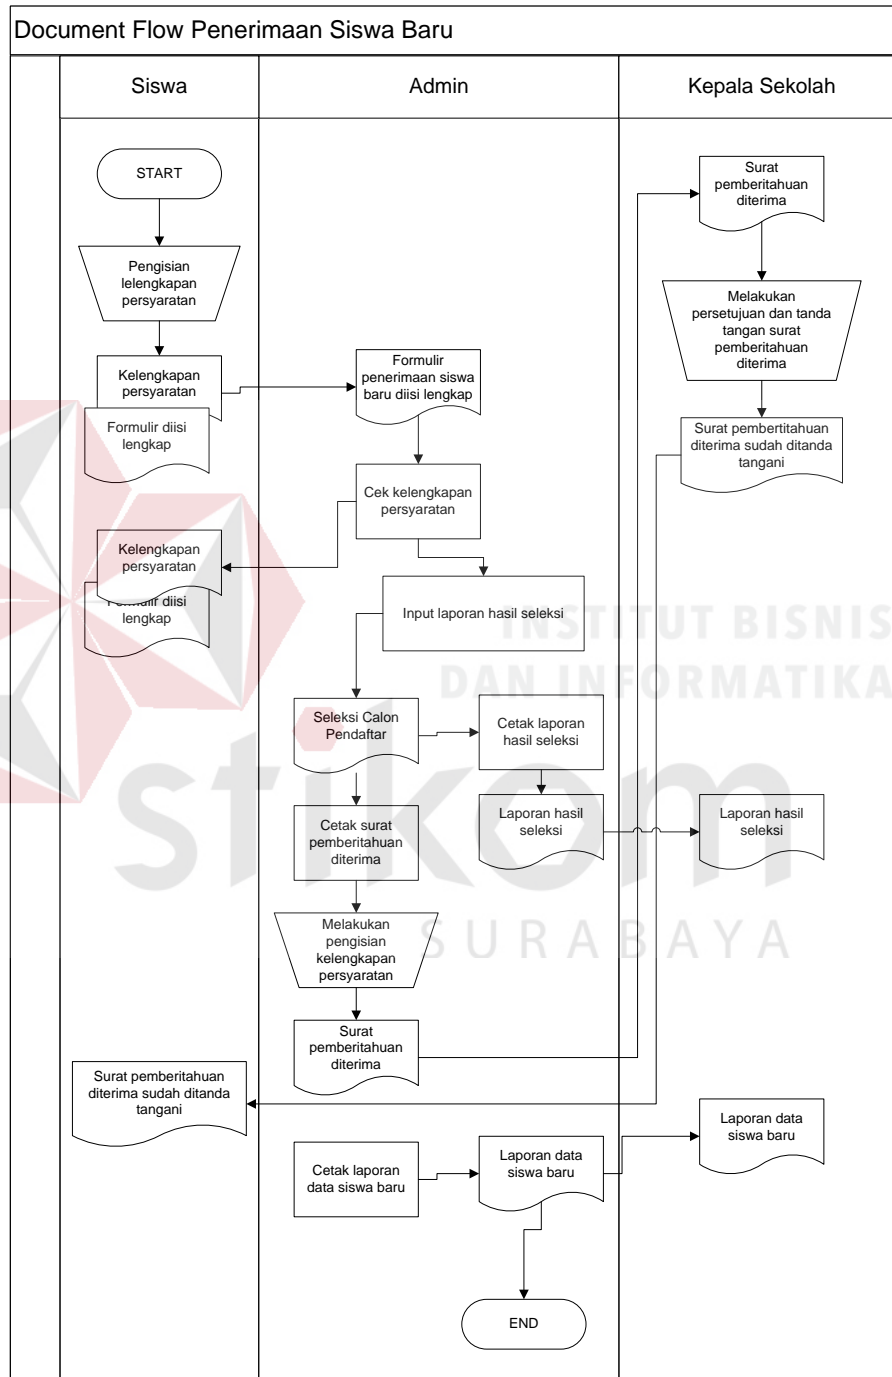 Document Flow Penerimaan Siswa Baru
Siswa
Admin
Kepala Sekolah
START
Pengisian
lelengkapan
persyaratan
Kelengkapan
persyaratan
Formulir diisi
lengkap
Kelengkapan
persyaratan
Formulir diisi
lengkap
Surat pemberitahuan
diterima sudah ditanda
tangani
Formulir
penerimaan siswa
baru diisi lengkap
Cek kelengkapan
persyaratan
Input laporan hasil seleksi
Seleksi Calon
Pendaftar
Cetak laporan
hasil seleksi
Cetak surat
pemberitahuan
diterima
Laporan hasil
seleksi
Melakukan
pengisian
kelengkapan
persyaratan
Surat
pemberitahuan
diterima
Cetak laporan
data siswa baru
Laporan data
siswa baru
END
Surat
pemberitahuan
diterima
Melakukan
persetujuan dan tanda
tangan surat
pemberitahuan
diterima
Surat pembertitahuan
diterima sudah ditanda
tangani
Laporan hasil
seleksi
Laporan data
siswa baru
INSTITUT BISNIS
DAN INFORMATIKA
stikom
SURABAYA